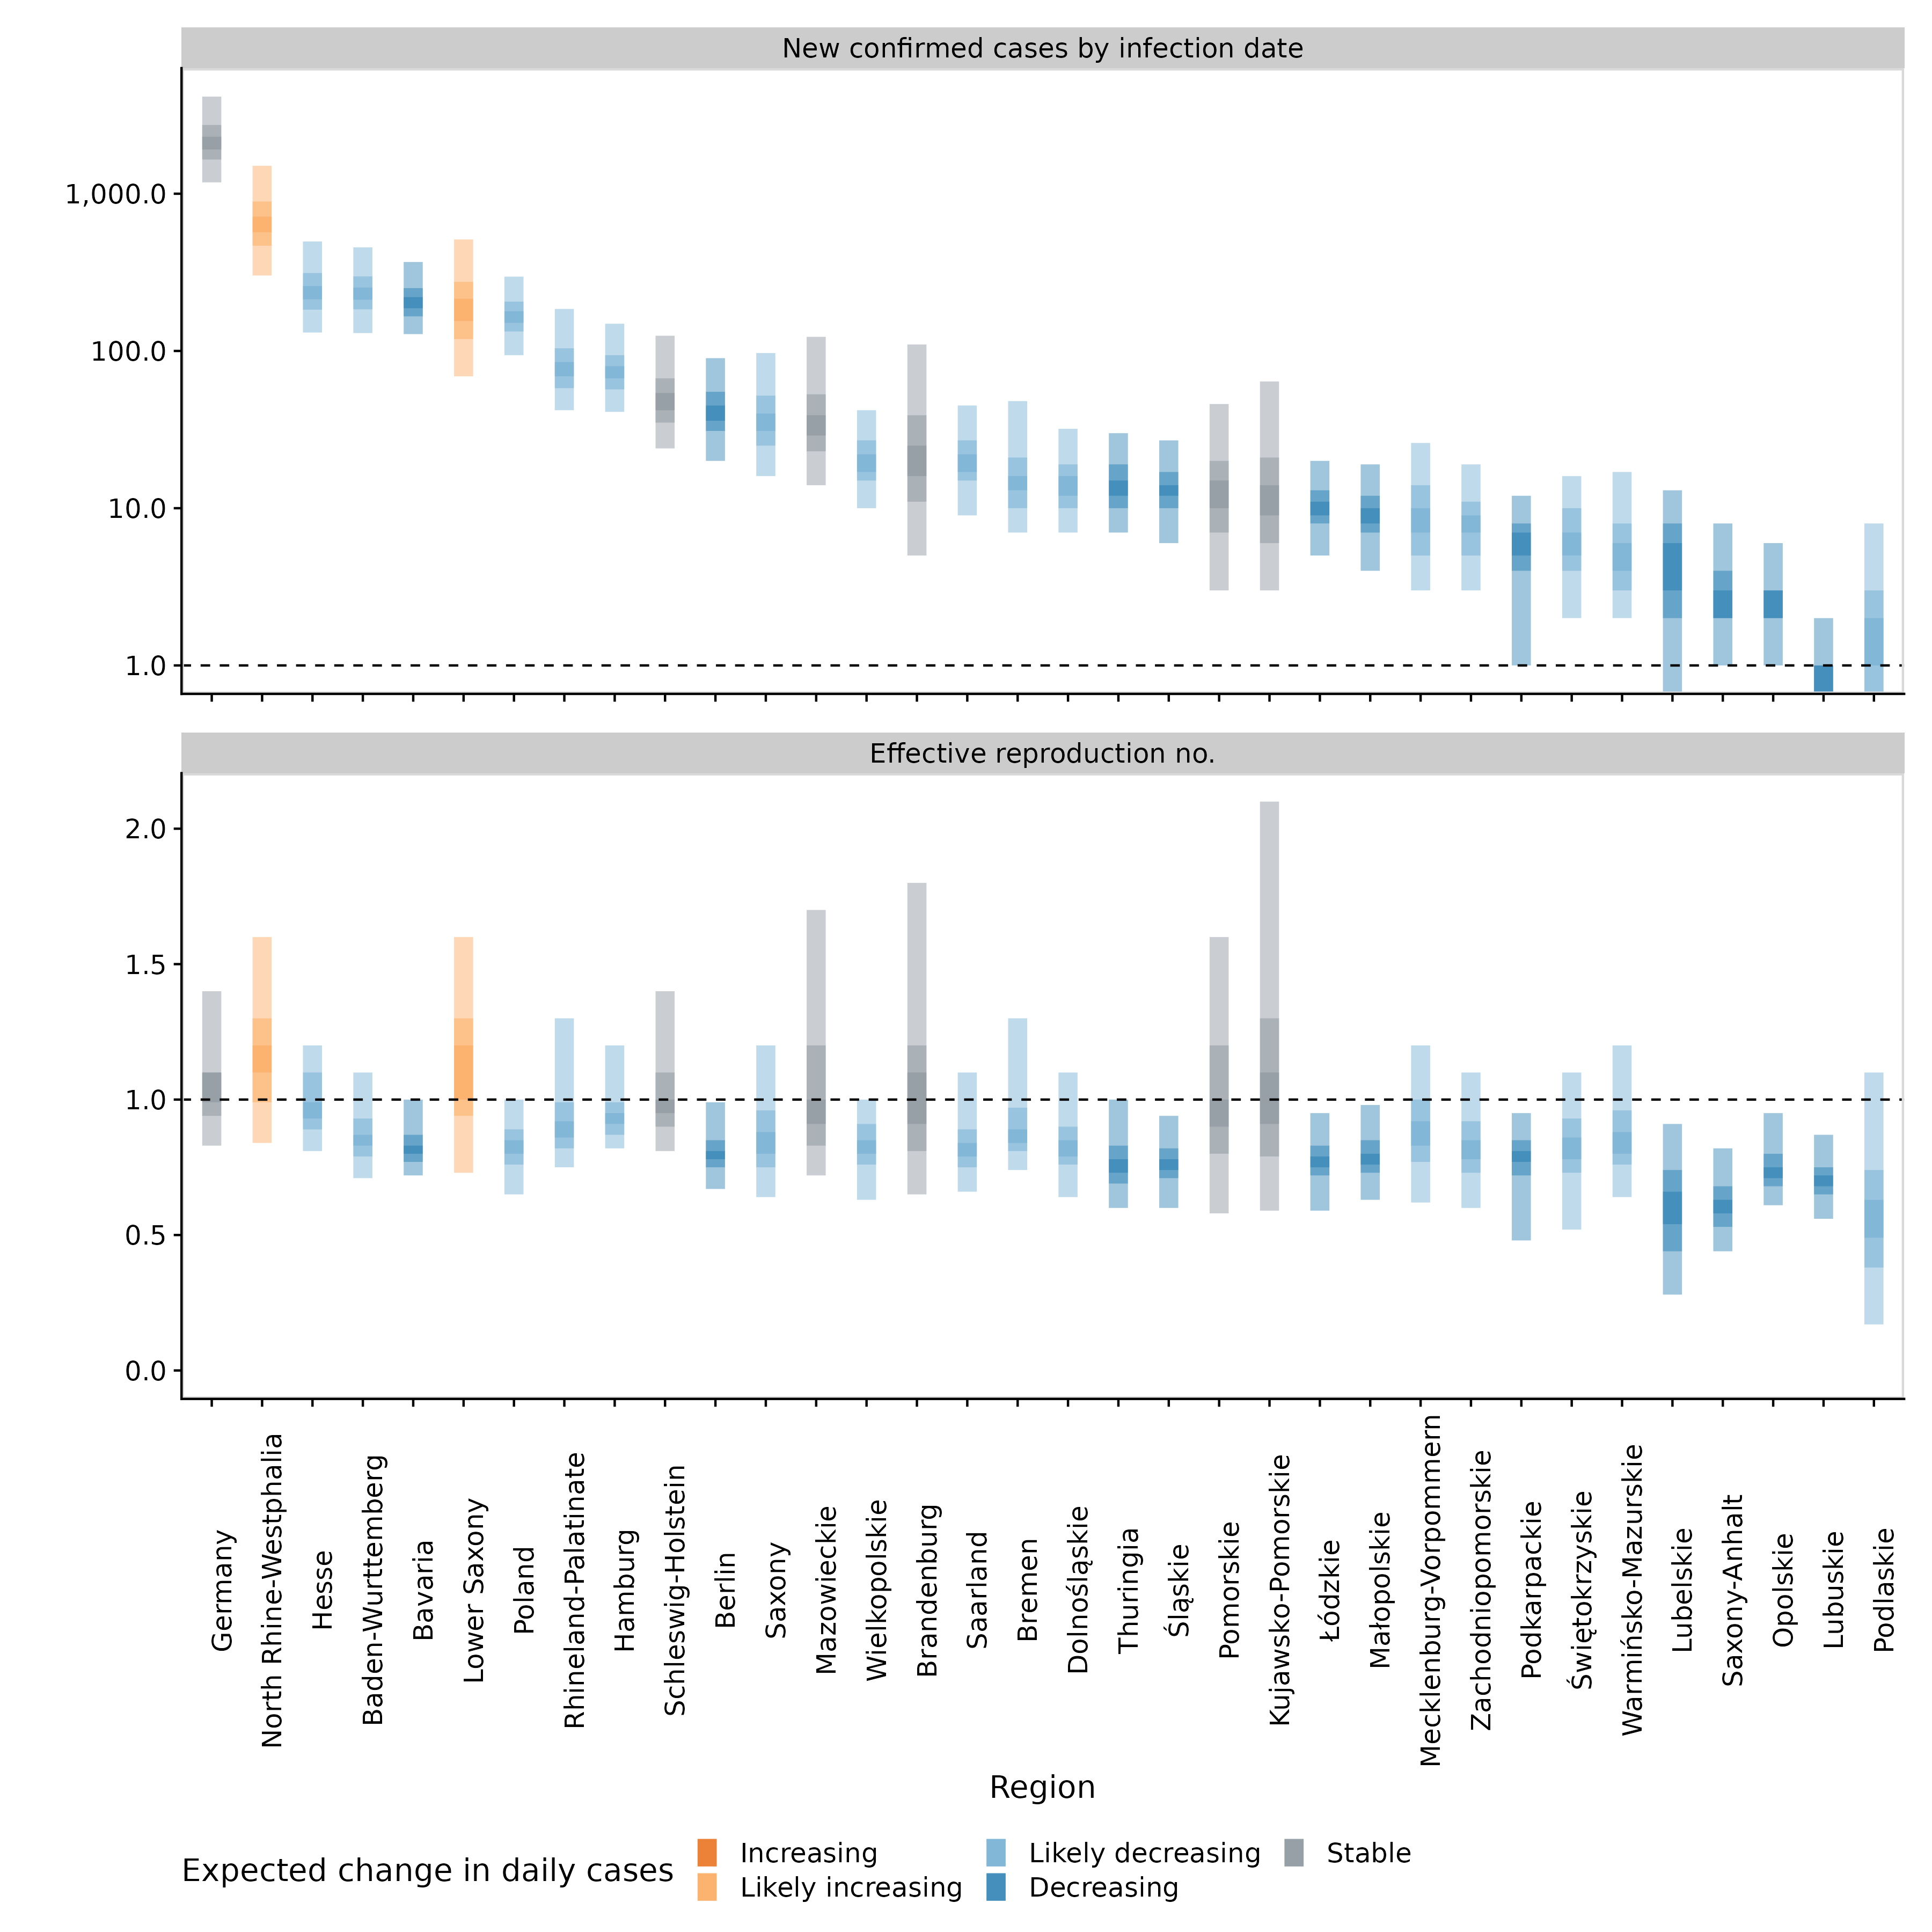 New confirmed cases by infection date
1,000.0
100.0
10.0
1.0
Effective reproduction no.
2.0
1.5
1.0
0.5
0.0
Germany
North Rhine-Westphalia
Hesse
Baden-Wurttemberg
Bavaria
Lower Saxony
Poland
Rhineland-Palatinate
Hamburg
Schleswig-Holstein
Berlin
Saxony
Mazowieckie
Wielkopolskie
Brandenburg
Saarland
Bremen
Dolnośląskie
Thuringia
Śląskie
Pomorskie
Kujawsko-Pomorskie
Łódzkie
Małopolskie
Mecklenburg-Vorpommern
Zachodniopomorskie
Podkarpackie
Świętokrzyskie
Warmińsko-Mazurskie
Lubelskie
Saxony-Anhalt
Opolskie
Lubuskie
Podlaskie
Region
Expected change in daily cases
Increasing
Likely increasing
Likely decreasing
Decreasing
Stable